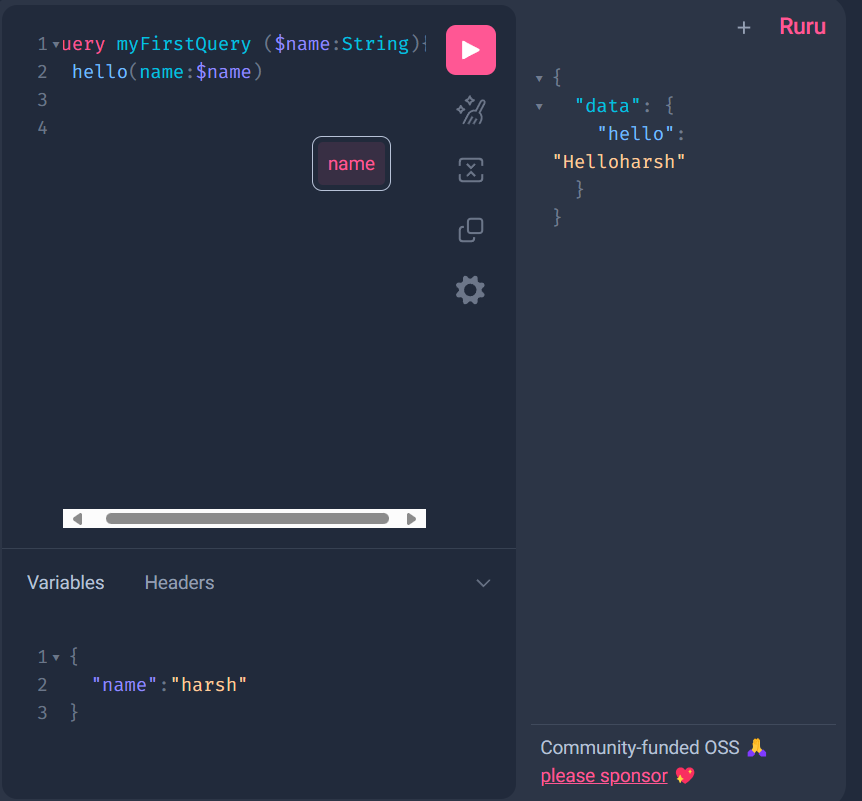 1 uery myFirstQuery ($name:String){
2 hello(name:$name)
3
4
name
Variables Headers
1 {
2 "name":"harsh"
3 }
+ Ruru
{
"data": {
"hello":
"Helloharsh"
}
}
Community-funded OSS 🙏
please sponsor 💖